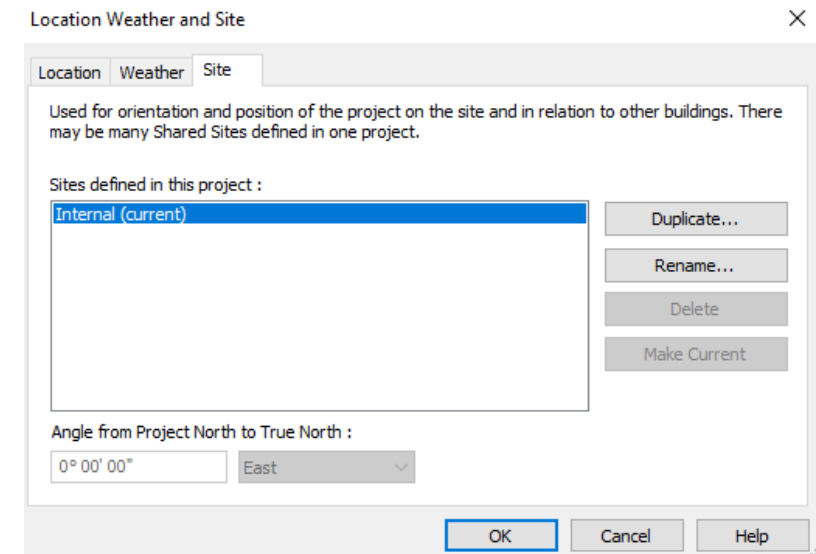 Location Weather and Site
Location
Weather
Site
Used for orientation and position of the project on the site and in relation to other buildings. There
may be many Shared Sites defined in one project.
Sites defined in this project :
Internal (current)
Duplicate...
Rename...
Delete
Make Current
Angle from Project North to True North :
0° 00' 00"
East
OK
Cancel
Help